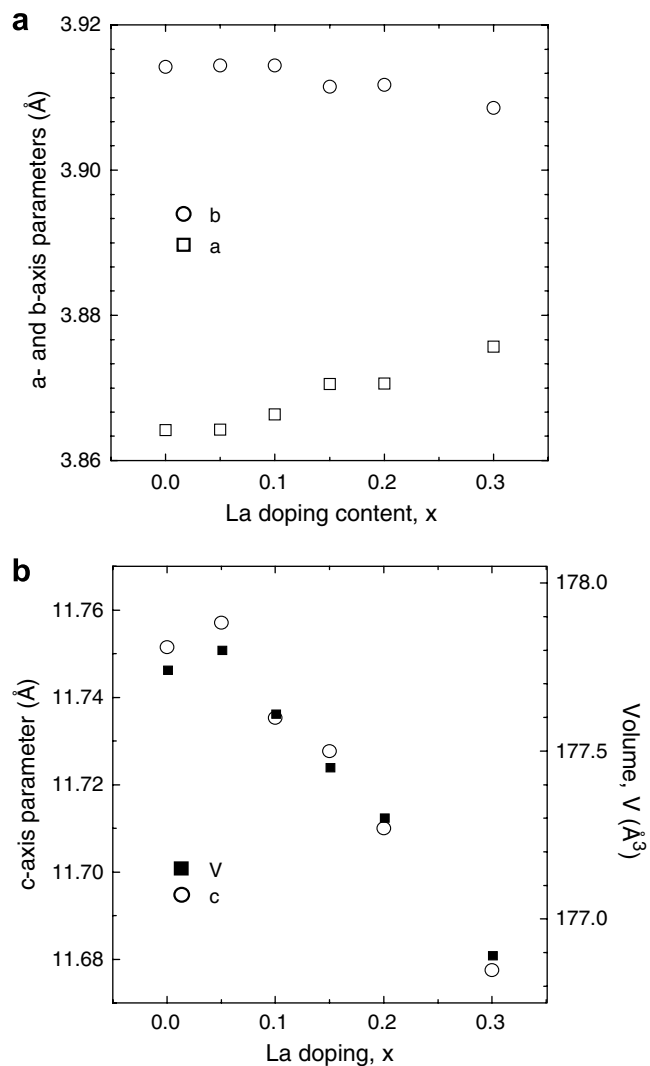 a
3.92
3.90
3.88
3.86
a- and b-axis parameters (Å)
b
a
0.0 0.1 0.2 0.3
La doping content, x
b
11.76
11.74
11.72
11.70
11.68
c-axis parameter (Å)
178.0
177.5
177.0
Volume, V (Å³)
V
c
0.0 0.1 0.2 0.3
La doping, x